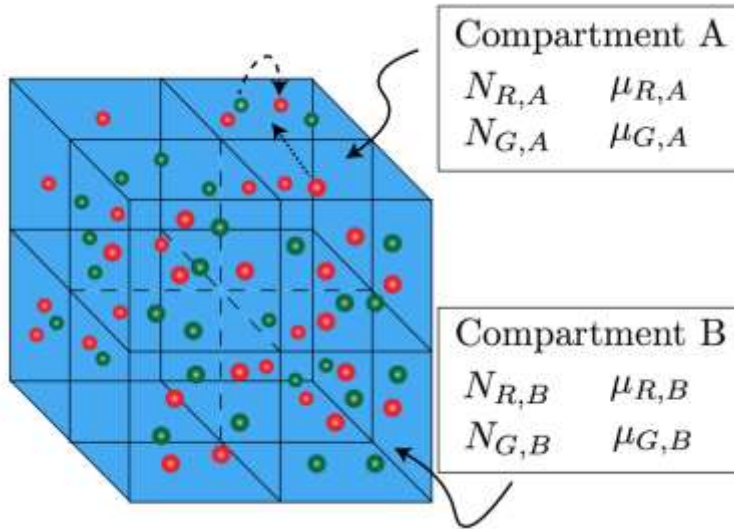 Compartment A
N_{R,A} μ_{R,A}
N_{G,A} μ_{G,A}
Compartment B
N_{R,B} μ_{R,B}
N_{G,B} μ_{G,B}